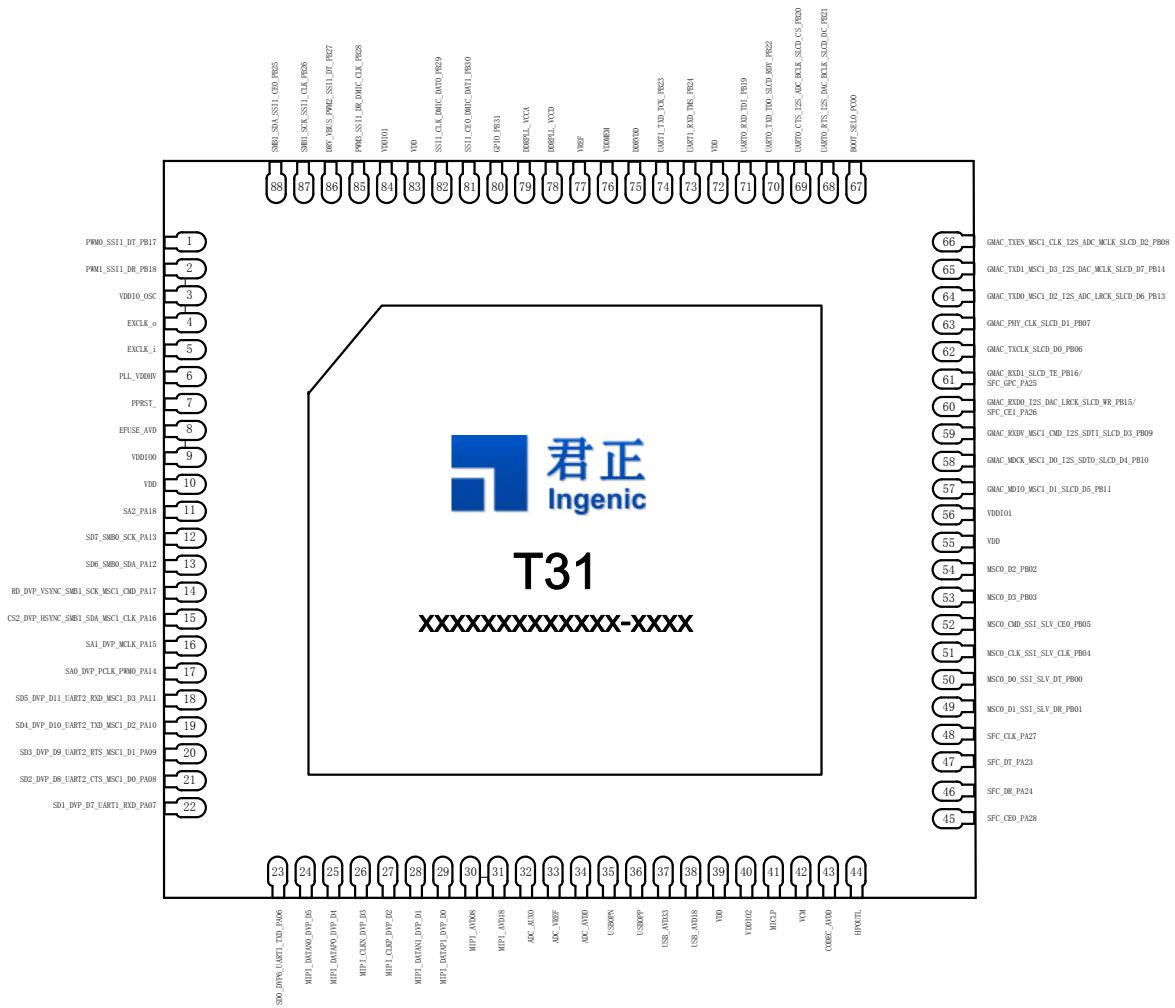 SMB1_SDA_SSI1_CE0_PB25
SMB1_SCK_SSI1_CLK_PB26
DRV_VBUS_PWM2_SSI1_DT_PB27
PWM3_SSI1_DR_DMIC_CLK_PB28
VDDIO1
VDD
SSI1_CLK_DMIC_DAT0_PB29
SSI1_CE0_DMIC_DAT1_PB30
GPIO_PB31
DDRPLL_VCCA
DDRPLL_VCCD
VREF
VDDMEM
DDRVDD
UART1_TXD_TCK_PB23
UART1_RXD_TMS_PB24
VDD
UART0_RXD_TDI_PB19
UART0_TXD_TDO_SLCD_RDY_PB22
UART0_CTS_I2S_ADC_BCLK_SLCD_CS_PB20
UART0_RTS_I2S_DAC_BCLK_SLCD_DC_PB21
BOOT_SEL0_PC00
88 87 86 85 84 83 82 81 80 79 78 77 76 75 74 73 72 71 70 69 68 67
PWM0_SSI1_DT_PB17 1
PWM1_SSI1_DR_PB18 2
VDDIO_OSC 3
EXCLK_o 4
EXCLK_i 5
PLL_VDDHV 6
PPRST_ 7
EFUSE_AVD 8
VDDIO0 9
VDD 10
SA2_PA18 11
SD7_SMB0_SCK_PA13 12
SD6_SMB0_SDA_PA12 13
RD_DVP_VSYNC_SMB1_SCK_MSC1_CMD_PA17 14
CS2_DVP_HSYNC_SMB1_SDA_MSC1_CLK_PA16 15
SA1_DVP_MCLK_PA15 16
SA0_DVP_PCLK_PWM0_PA14 17
SD5_DVP_D11_UART2_RXD_MSC1_D3_PA11 18
SD4_DVP_D10_UART2_TXD_MSC1_D2_PA10 19
SD3_DVP_D9_UART2_RTS_MSC1_D1_PA09 20
SD2_DVP_D8_UART2_CTS_MSC1_D0_PA08 21
SD1_DVP_D7_UART1_RXD_PA07 22
君正
Ingenic
T31
XXXXXXXXXXXXX-XXXX
66 GMAC_TXEN_MSC1_CLK_I2S_ADC_MCLK_SLCD_D2_PB08
65 GMAC_TXD1_MSC1_D3_I2S_DAC_MCLK_SLCD_D7_PB14
64 GMAC_TXD0_MSC1_D2_I2S_ADC_LRCK_SLCD_D6_PB13
63 GMAC_PHY_CLK_SLCD_D1_PB07
62 GMAC_TXCLK_SLCD_D0_PB06
61 GMAC_RXD1_SLCD_TE_PB16/
SFC_GPC_PA25
60 GMAC_RXD0_I2S_DAC_LRCK_SLCD_WR_PB15/
SFC_CE1_PA26
59 GMAC_RXDV_MSC1_CMD_I2S_SDTI_SLCD_D3_PB09
58 GMAC_MDCK_MSC1_D0_I2S_SDTO_SLCD_D4_PB10
57 GMAC_MDIO_MSC1_D1_SLCD_D5_PB11
56 VDDIO1
55 VDD
54 MSC0_D2_PB02
53 MSC0_D3_PB03
52 MSC0_CMD_SSI_SLV_CE0_PB05
51 MSC0_CLK_SSI_SLV_CLK_PB04
50 MSC0_D0_SSI_SLV_DT_PB00
49 MSC0_D1_SSI_SLV_DR_PB01
48 SFC_CLK_PA27
47 SFC_DT_PA23
46 SFC_DR_PA24
45 SFC_CE0_PA28
23 24 25 26 27 28 29 30 31 32 33 34 35 36 37 38 39 40 41 42 43 44
SD0_DVP6_UART1_TXD_PA06
MIPI_DATAN0_DVP_D5
MIPI_DATAP0_DVP_D4
MIPI_CLKN_DVP_D3
MIPI_CLKP_DVP_D2
MIPI_DATAN1_DVP_D1
MIPI_DATAP1_DVP_D0
MIPI_AVD08
MIPI_AVD18
ADC_AUX0
ADC_VREF
ADC_AVDD
USB0PN
USB0PP
USB_AVD33
USB_AVD18
VDD
VDDIO2
MICLP
VCM
CODEC_AVDD
HPOUTL